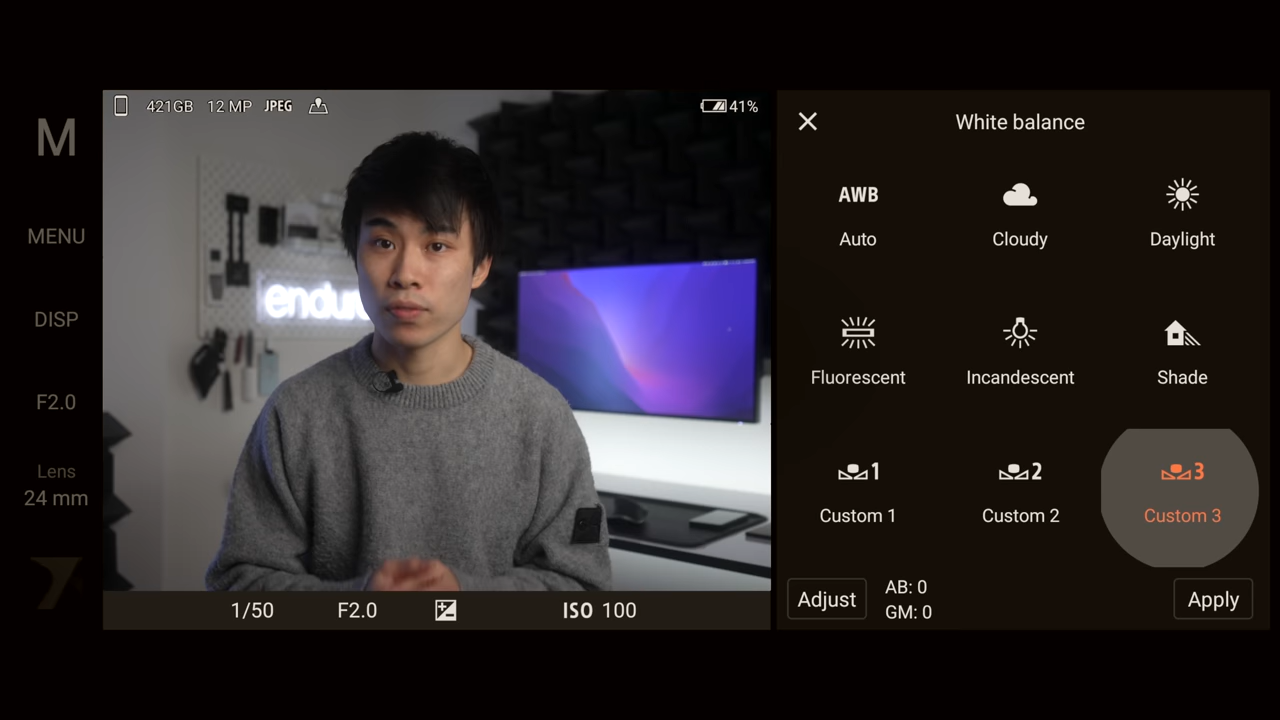 M
MENU
DISP
F2.0
Lens
24 mm
421GB 12 MP JPEG
41%
1/50 F2.0 ISO 100
White balance
AWB
Auto Cloudy Daylight
Fluorescent Incandescent Shade
1 2 3
Custom 1 Custom 2 Custom 3
Adjust
AB: 0
GM: 0
Apply